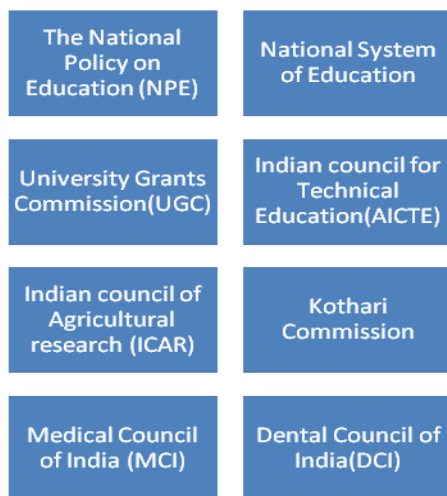 The National
Policy on
Education (NPE)
National System
of Education
University Grants
Commission(UGC)
Indian council for
Technical
Education(AICTE)
Indian council of
Agricultural
research (ICAR)
Kothari
Commission
Medical Council
of India (MCI)
Dental Council of
India(DCI)